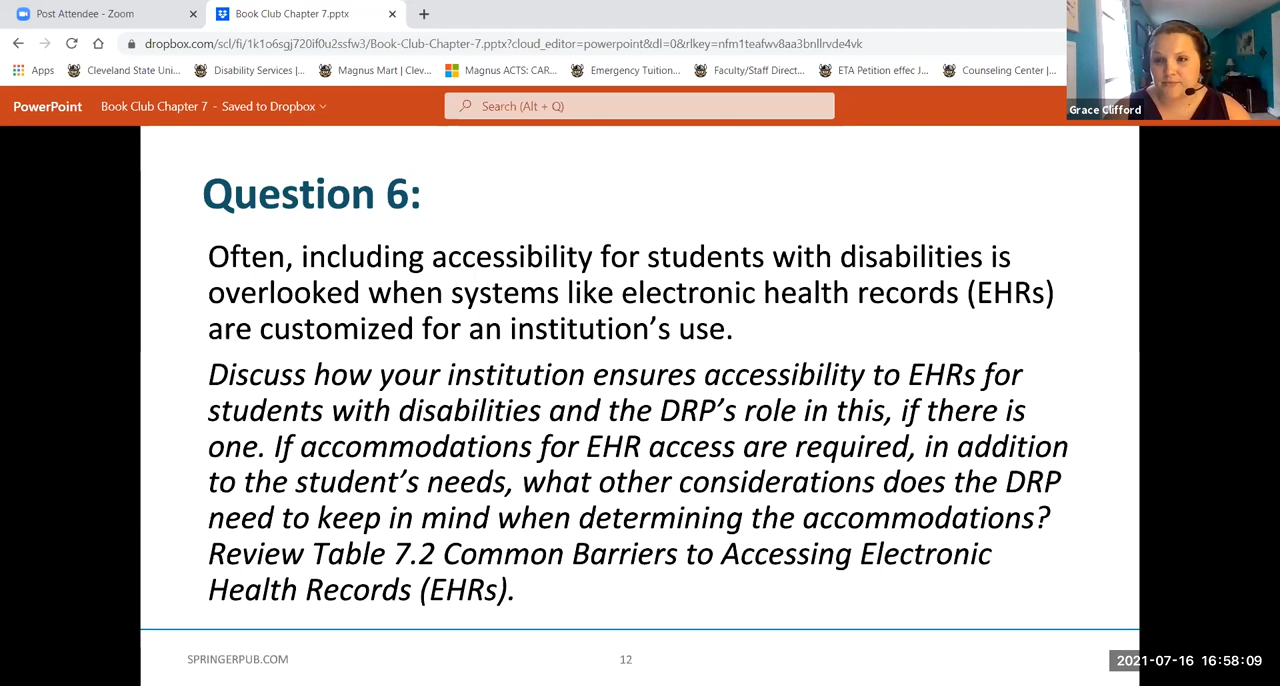 Post Attendee - Zoom
Book Club Chapter 7.pptx
dropbox.com/scl/fi/1k1o6sgj720if0u2ssfw3/Book-Club-Chapter-7.pptx?cloud_editor=powerpoint&dl=0&rlkey=nfm1teafwv8aa3bnllrvde4vk
Apps
Cleveland State Uni...
Disability Services |...
Magnus Mart | Clev...
Magnus ACTS: CAR...
Emergency Tuition...
Faculty/Staff Direct...
ETA Petition effec J...
Counseling Center |...
PowerPoint
Book Club Chapter 7 - Saved to Dropbox
Search (Alt + Q)
Grace Clifford
Question 6:
Often, including accessibility for students with disabilities is
overlooked when systems like electronic health records (EHRs)
are customized for an institution's use.
Discuss how your institution ensures accessibility to EHRs for
students with disabilities and the DRP's role in this, if there is
one. If accommodations for EHR access are required, in addition
to the student's needs, what other considerations does the DRP
need to keep in mind when determining the accommodations?
Review Table 7.2 Common Barriers to Accessing Electronic
Health Records (EHRs).
SPRINGERPUB.COM
12
2021-07-16 16:58:09